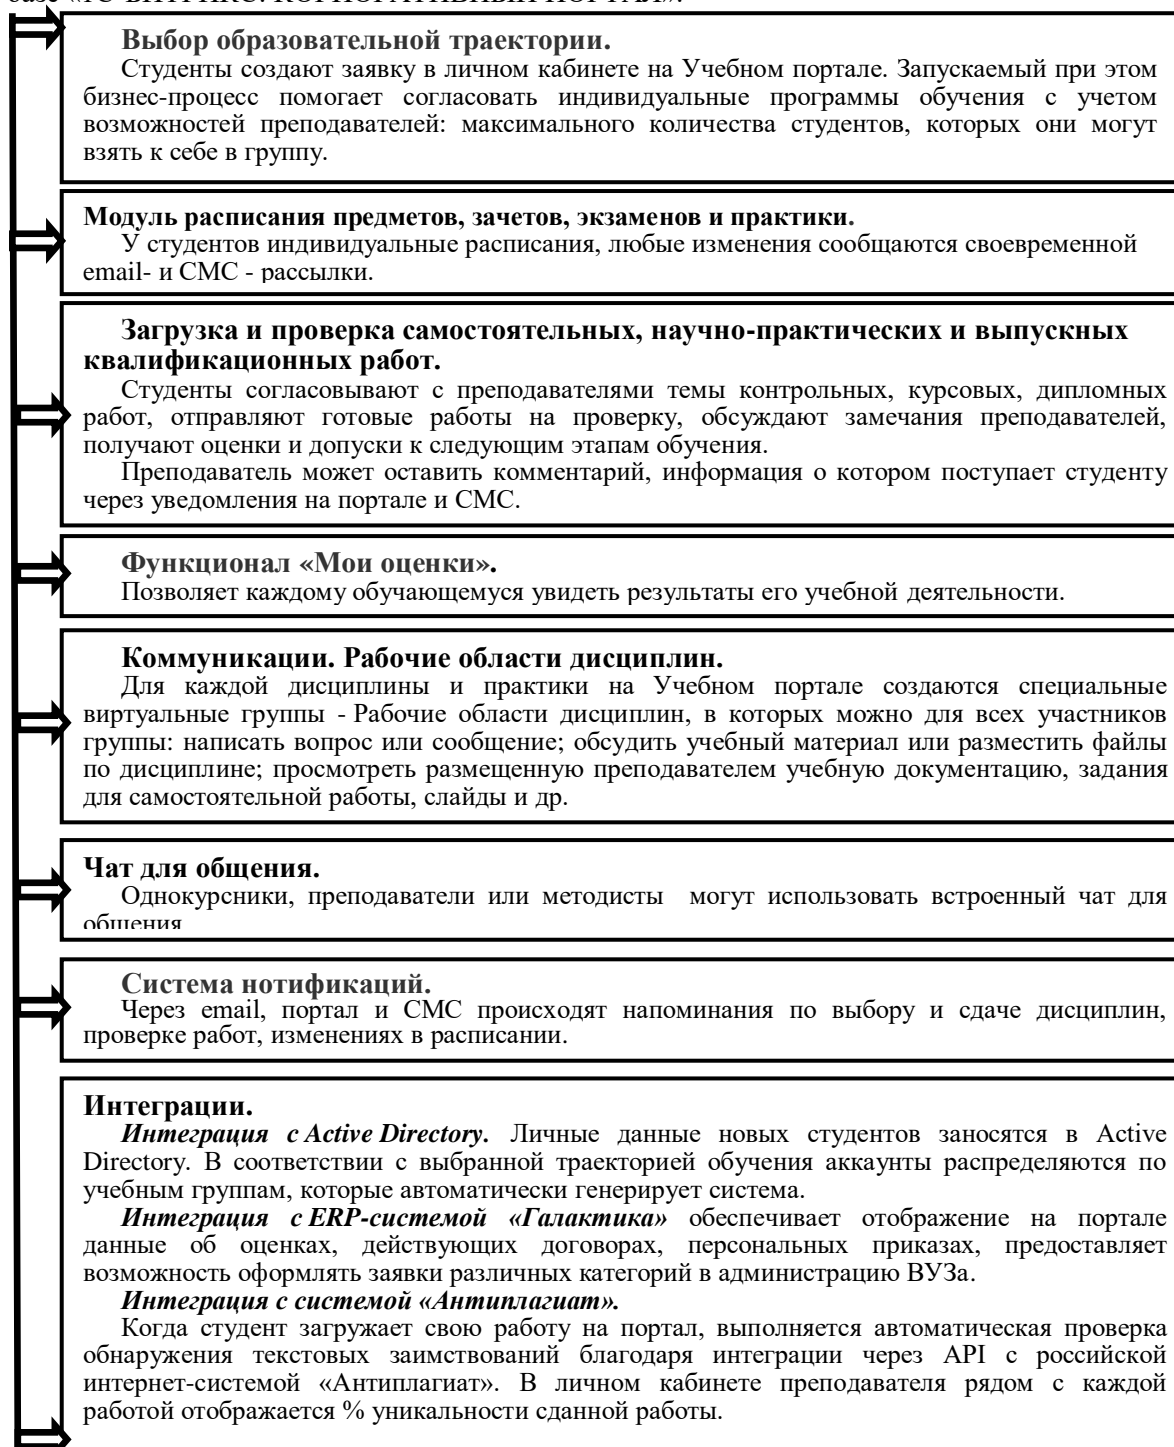 Выбор образовательной траектории.
Студенты создают заявку в личном кабинете на Учебном портале. Запускаемый при этом
бизнес-процесс помогает согласовать индивидуальные программы обучения с учетом
возможностей преподавателей: максимального количества студентов, которых они могут
взять к себе в группу.
Модуль расписания предметов, зачетов, экзаменов и практики.
У студентов индивидуальные расписания, любые изменения сообщаются своевременной
email- и СМС - рассылки.
Загрузка и проверка самостоятельных, научно-практических и выпускных
квалификационных работ.
Студенты согласовывают с преподавателями темы контрольных, курсовых, дипломных
работ, отправляют готовые работы на проверку, обсуждают замечания преподавателей,
получают оценки и допуски к следующим этапам обучения.
Преподаватель может оставить комментарий, информация о котором поступает студенту
через уведомления на портале и СМС.
Функционал «Мои оценки».
Позволяет каждому обучающемуся увидеть результаты его учебной деятельности.
Коммуникации. Рабочие области дисциплин.
Для каждой дисциплины и практики на Учебном портале создаются специальные
виртуальные группы - Рабочие области дисциплин, в которых можно для всех участников
группы: написать вопрос или сообщение; обсудить учебный материал или разместить файлы
по дисциплине; просмотреть размещенную преподавателем учебную документацию, задания
для самостоятельной работы, слайды и др.
Чат для общения.
Однокурсники, преподаватели или методисты могут использовать встроенный чат для
общения
Система нотификаций.
Через email, портал и СМС происходят напоминания по выбору и сдаче дисциплин,
проверке работ, изменениях в расписании.
Интеграции.
Интеграция с Active Directory. Личные данные новых студентов заносятся в Active
Directory. В соответствии с выбранной траекторией обучения аккаунты распределяются по
учебным группам, которые автоматически генерирует система.
Интеграция с ERP-системой «Галактика» обеспечивает отображение на портале
данные об оценках, действующих договорах, персональных приказах, предоставляет
возможность оформлять заявки различных категорий в администрацию ВУЗа.
Интеграция с системой «Антиплагиат».
Когда студент загружает свою работу на портал, выполняется автоматическая проверка
обнаружения текстовых заимствований благодаря интеграции через API с российской
интернет-системой «Антиплагиат». В личном кабинете преподавателя рядом с каждой
работой отображается % уникальности сданной работы.